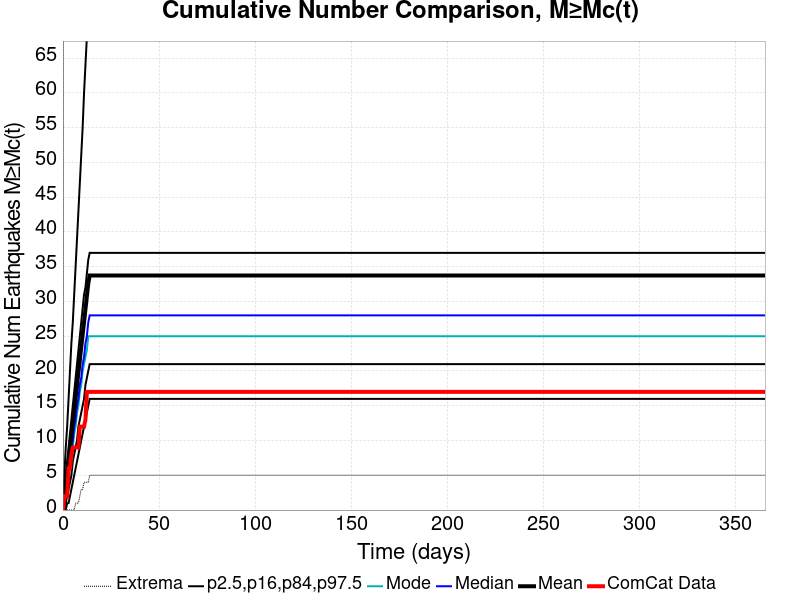 Cumulative Number Comparison, M≥Mc(t)
Cumulative Num Earthquakes M≥Mc(t)
65
60
55
50
45
40
35
30
25
20
15
10
5
0
0 50 100 150 200 250 300 350
Time (days)
Extrema p2.5,p16,p84,p97.5 Mode Median Mean ComCat Data